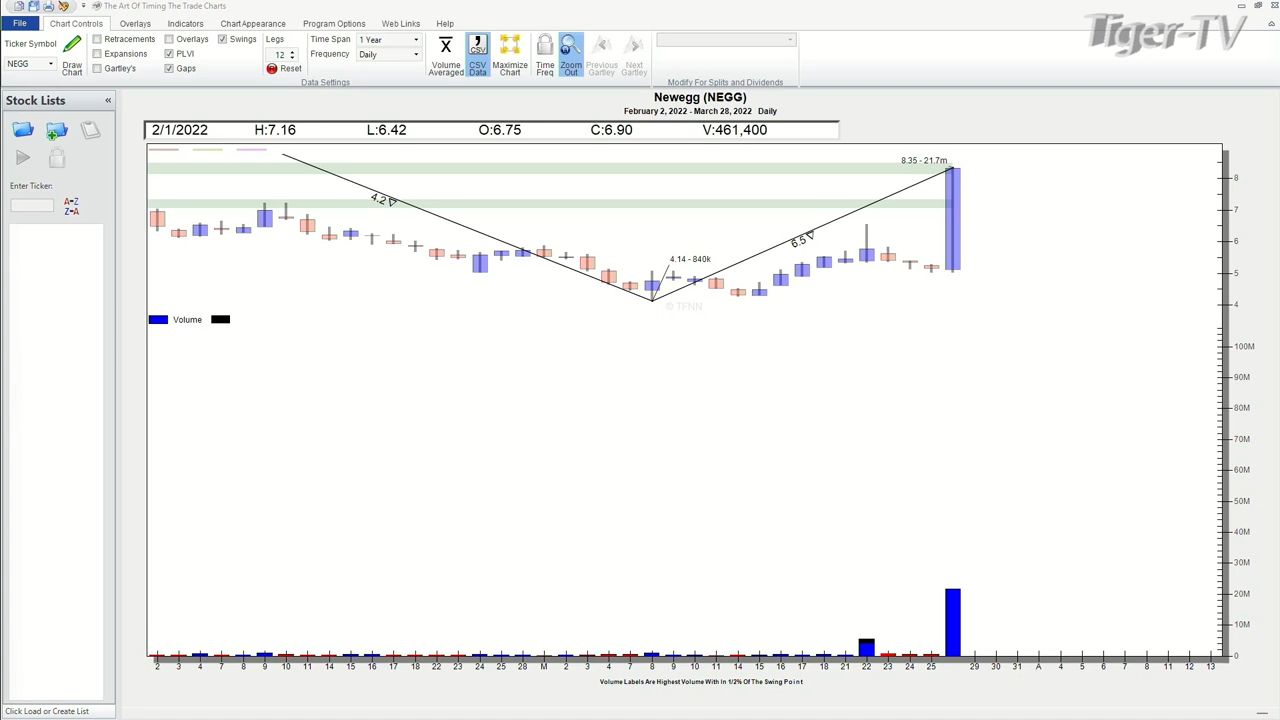 The Art Of Timing The Trade Charts
Tiger-TV
File Chart Controls Overlays Indicators Chart Appearance Program Options Web Links Help
Ticker Symbol Retracements Overlays Swings Legs Time Span 1 Year
Expansions PLVI 12 Frequency Daily
NEGG Draw Chart Gartley's Gaps Reset
Volume Averaged CSV Data Maximize Chart Time Freq Zoom Out Previous Gartley Next Gartley
Data Settings Modify For Splits and Dividends
Stock Lists «
Newegg (NEGG)
February 2, 2022 - March 28, 2022 Daily
2/1/2022 H:7.16 L:6.42 O:6.75 C:6.90 V:461,400
Enter Ticker:
A-Z
Z-A
8.35 - 21.7m
4.2
6.5
4.14 - 840k
© TFNN
8
7
6
5
4
Volume
100M
90M
80M
70M
60M
50M
40M
30M
20M
10M
0
2 3 4 7 8 9 10 11 14 15 16 17 18 22 23 24 25 28 M 2 3 4 7 8 9 10 11 14 15 16 17 18 21 22 23 24 25 29 30 31 A 4 5 6 7 8 11 12 13
Volume Labels Are Highest Volume With In 1/2% Of The Swing Point
Click Load or Create List